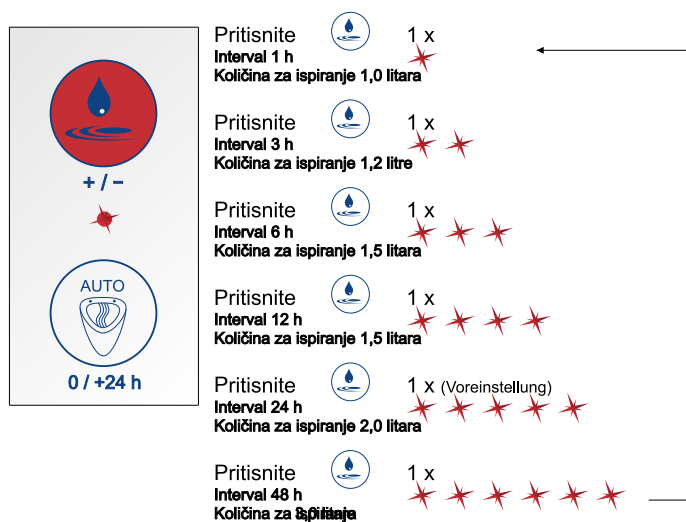 + / −
AUTO
0 / +24 h
Pritisnite 1 x
Interval 1 h
Količina za ispiranje 1,0 litara
Pritisnite 1 x
Interval 3 h
Količina za ispiranje 1,2 litre
Pritisnite 1 x
Interval 6 h
Količina za ispiranje 1,5 litara
Pritisnite 1 x
Interval 12 h
Količina za ispiranje 1,5 litara
Pritisnite 1 x (Voreinstellung)
Interval 24 h
Količina za ispiranje 2,0 litara
Pritisnite 1 x
Interval 48 h
Količina za